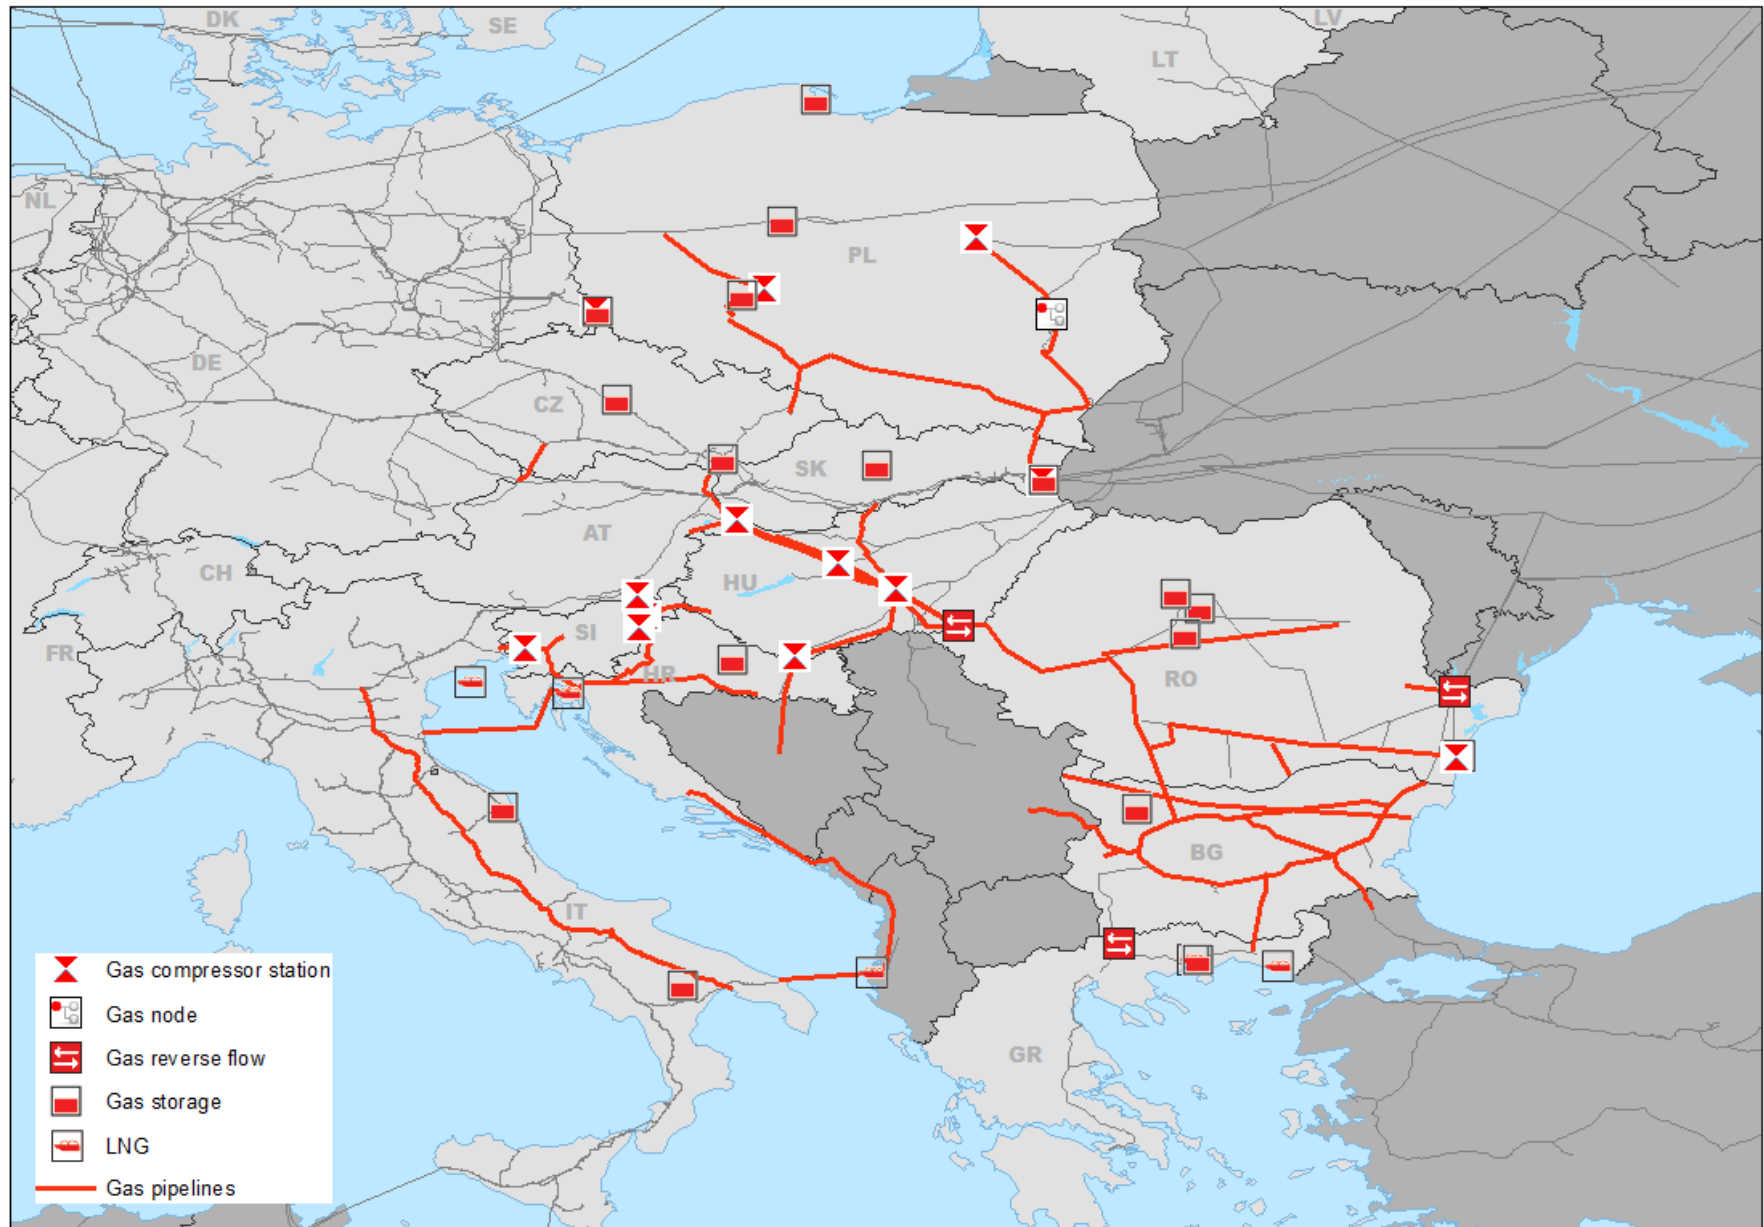 DK
SE
LV
LT
NL
PL
DE
CZ
SK
AT
CH
HU
SI
FR
HR
RO
BG
IT
GR
Gas compressor station
Gas node
Gas reverse flow
Gas storage
LNG
Gas pipelines